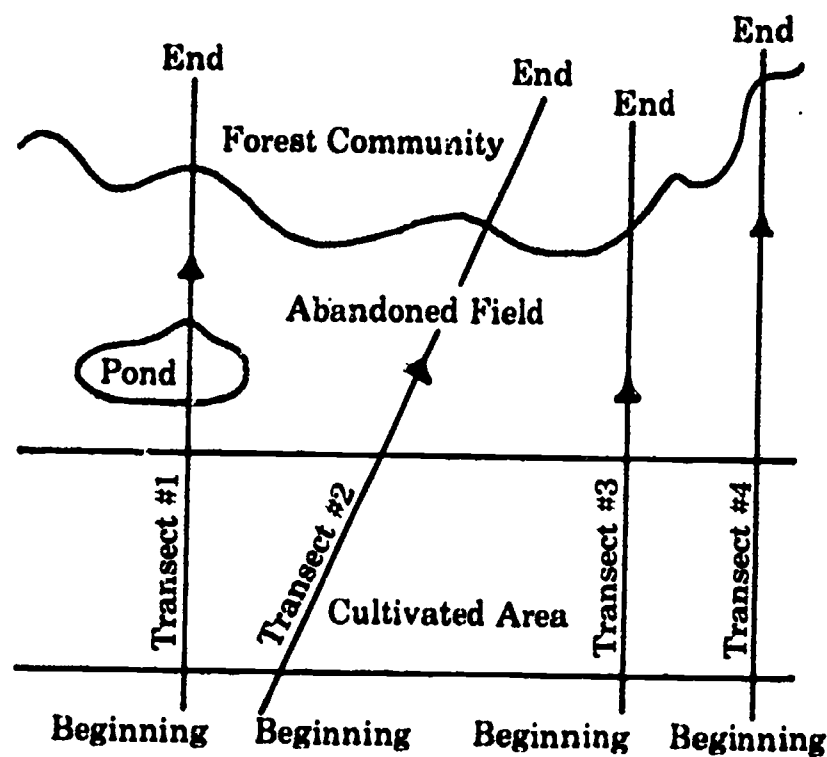 End
End
End
End
Forest Community
Abandoned Field
Pond
Transect #1
Transect #2
Transect #3
Transect #4
Cultivated Area
Beginning
Beginning
Beginning
Beginning